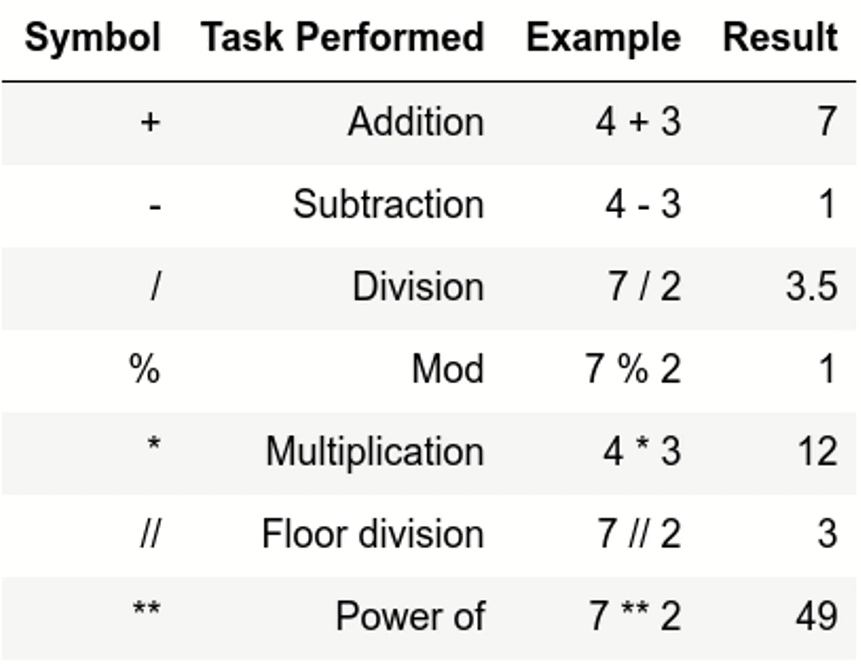 Symbol Task Performed Example Result
+ Addition 4 + 3 7
- Subtraction 4 - 3 1
/ Division 7 / 2 3.5
% Mod 7 % 2 1
* Multiplication 4 * 3 12
// Floor division 7 // 2 3
** Power of 7 ** 2 49